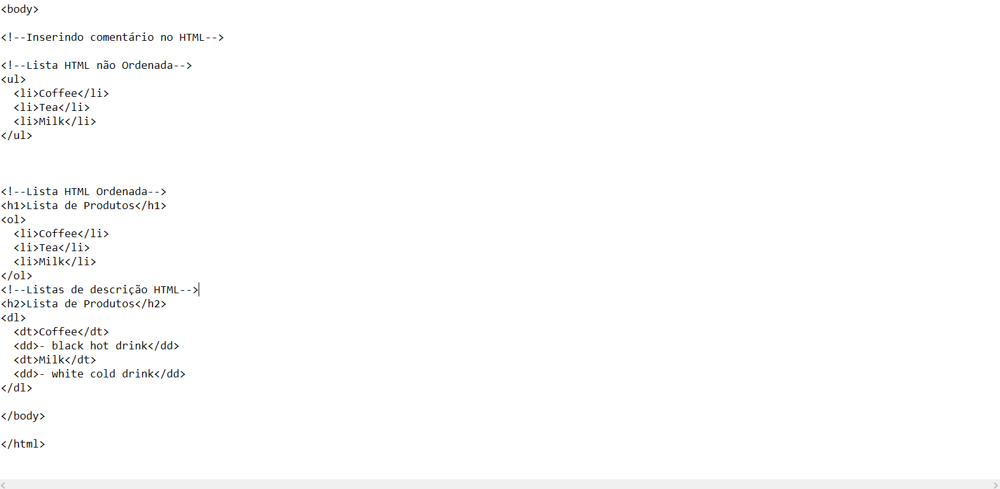 <body>
<!--Inserindo comentário no HTML-->
<!--Lista HTML não Ordenada-->
<ul>
  <li>Coffee</li>
  <li>Tea</li>
  <li>Milk</li>
</ul>
<!--Lista HTML Ordenada-->
<h1>Lista de Produtos</h1>
<ol>
  <li>Coffee</li>
  <li>Tea</li>
  <li>Milk</li>
</ol>
<!--Listas de descrição HTML-->
<h2>Lista de Produtos</h2>
<dl>
  <dt>Coffee</dt>
  <dd>- black hot drink</dd>
  <dt>Milk</dt>
  <dd>- white cold drink</dd>
</dl>
</body>
</html>